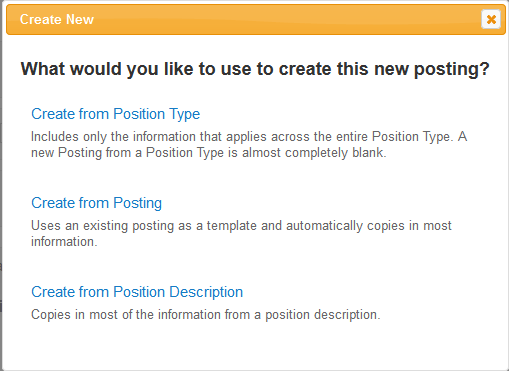 Create New
What would you like to use to create this new posting?
Create from Position Type
Includes only the information that applies across the entire Position Type. A
new Posting from a Position Type is almost completely blank.
Create from Posting
Uses an existing posting as a template and automatically copies in most
information.
Create from Position Description
Copies in most of the information from a position description.